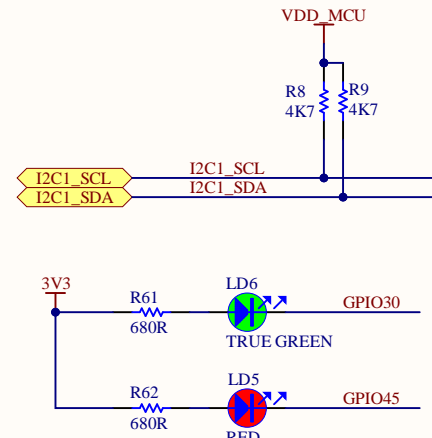 VDD_MCU
R8
4K7
R9
4K7
I2C1_SCL
I2C1_SCL
I2C1_SDA
I2C1_SDA
3V3
R61
680R
LD6
TRUE GREEN
GPIO30
R62
680R
LD5
RED
GPIO45